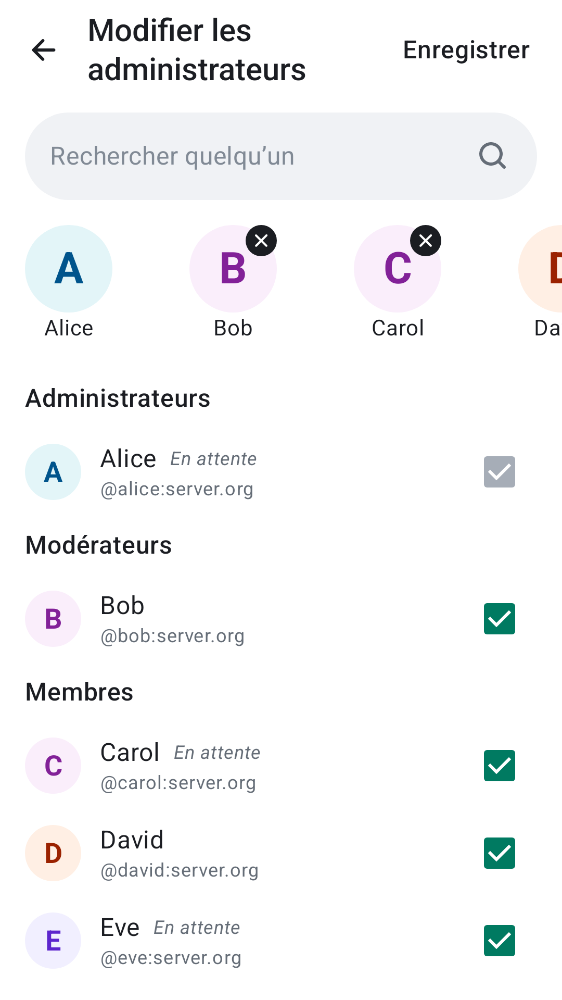 Modifier les
administrateurs
Enregistrer
Rechercher quelqu’un
A
B
C
D
Alice
Bob
Carol
Da
Administrateurs
A
Alice En attente
@alice:server.org
Modérateurs
B
Bob
@bob:server.org
Membres
C
Carol En attente
@carol:server.org
D
David
@david:server.org
E
Eve En attente
@eve:server.org